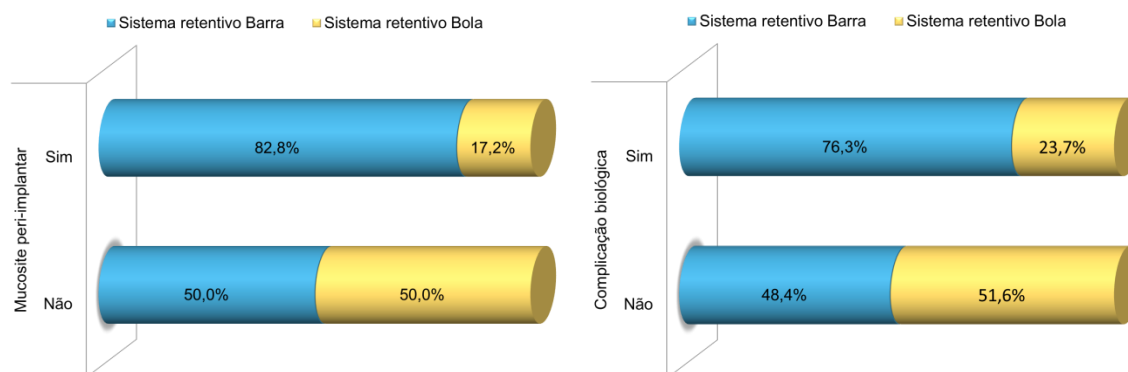 Sistema retentivo Barra Sistema retentivo Bola
Mucosite peri-implantar
Sim
82,8% 17,2%
Não
50,0% 50,0%
Sistema retentivo Barra Sistema retentivo Bola
Complicação biológica
Sim
76,3% 23,7%
Não
48,4% 51,6%